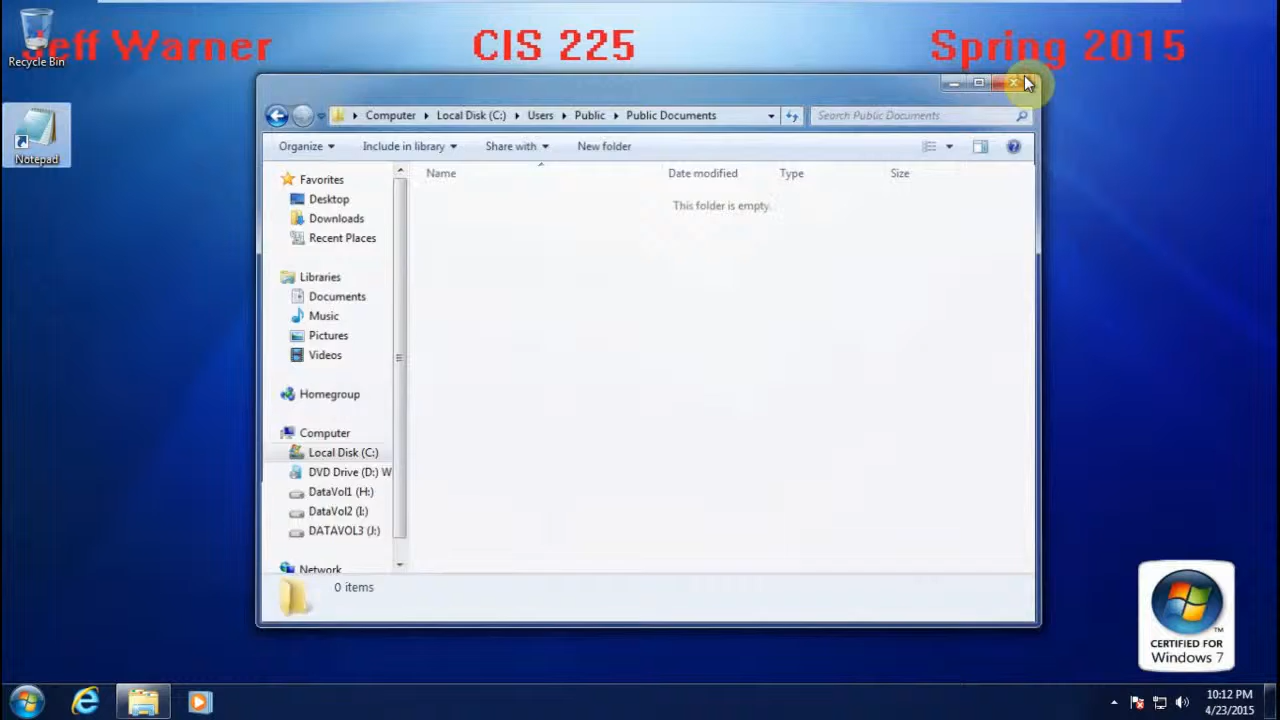 Jeff Warner CIS 225 Spring 2015
Recycle Bin
Notepad
Computer Local Disk (C:) Users Public Public Documents Search Public Documents
Organize Include in library Share with New folder
Name Date modified Type Size
This folder is empty.
Favorites
Desktop
Downloads
Recent Places
Libraries
Documents
Music
Pictures
Videos
Homegroup
Computer
Local Disk (C:)
DVD Drive (D:) W
DataVol1 (H:)
DataVol2 (I:)
DATAVOL3 (J:)
Network
0 items
TM
CERTIFIED FOR
Windows 7
10:12 PM
4/23/2015